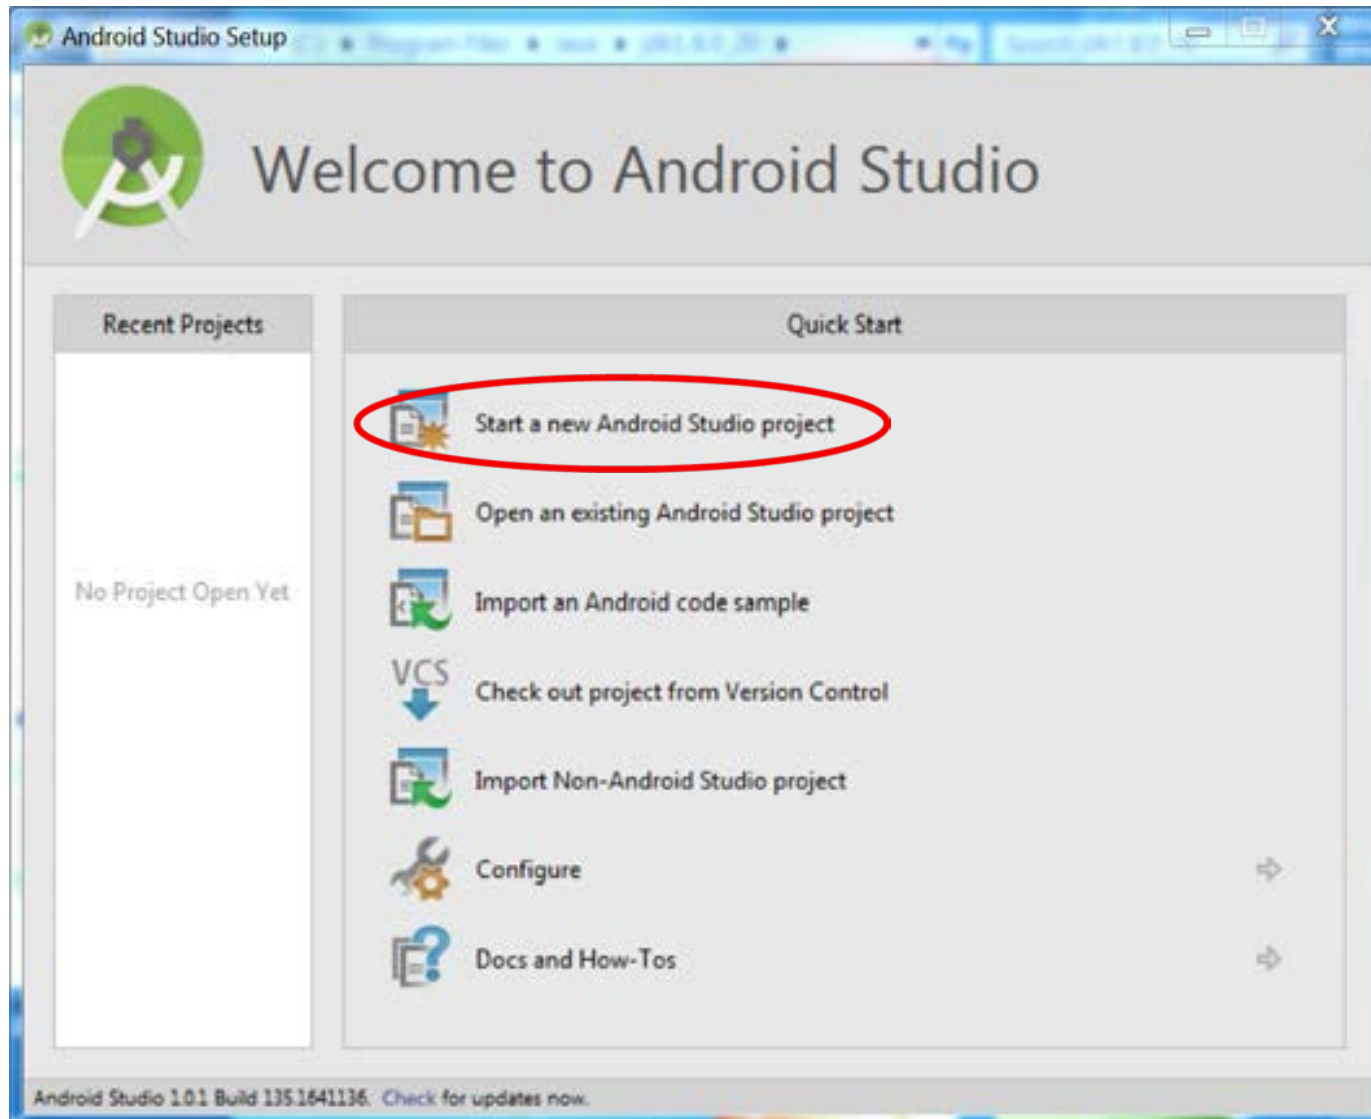 Android Studio Setup
Welcome to Android Studio
Recent Projects
No Project Open Yet
Quick Start
Start a new Android Studio project
Open an existing Android Studio project
Import an Android code sample
VCS
Check out project from Version Control
Import Non-Android Studio project
Configure
Docs and How-Tos
Android Studio 1.0.1 Build 135.1641136. Check for updates now.